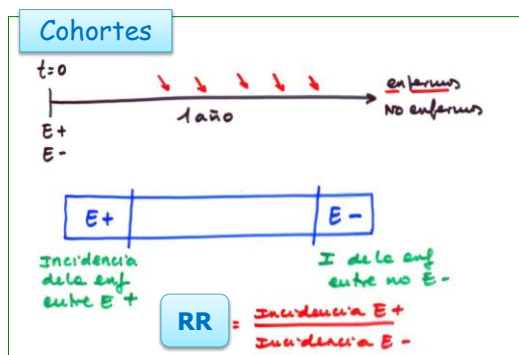 Cohortes
t=0
enfermos
No enfermos
1 año
E+
E-
E+
E-
Incidencia
de la enf
entre E+
I de la enf
entre no E-
RR = Incidencia E+
Incidencia E-